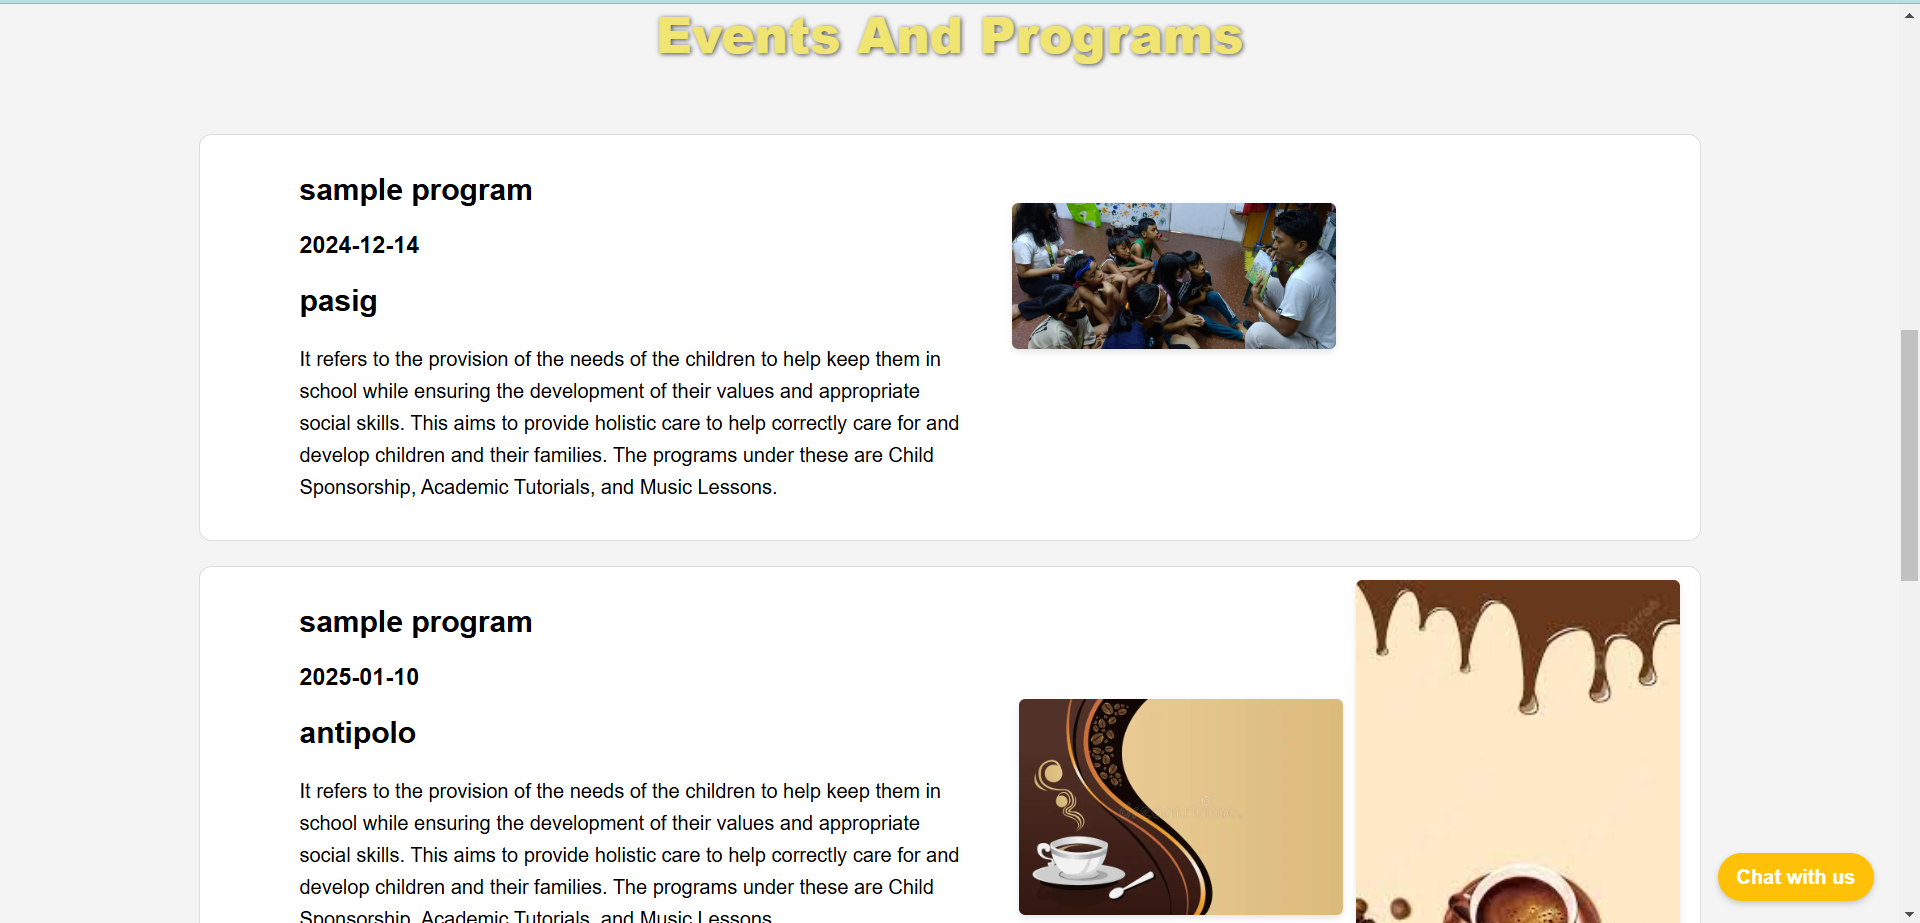 Events And Programs
sample program
2024-12-14
pasig
It refers to the provision of the needs of the children to help keep them in
school while ensuring the development of their values and appropriate
social skills. This aims to provide holistic care to help correctly care for and
develop children and their families. The programs under these are Child
Sponsorship, Academic Tutorials, and Music Lessons.
sample program
2025-01-10
antipolo
It refers to the provision of the needs of the children to help keep them in
school while ensuring the development of their values and appropriate
social skills. This aims to provide holistic care to help correctly care for and
develop children and their families. The programs under these are Child
Sponsorship, Academic Tutorials, and Music Lessons.
Chat with us